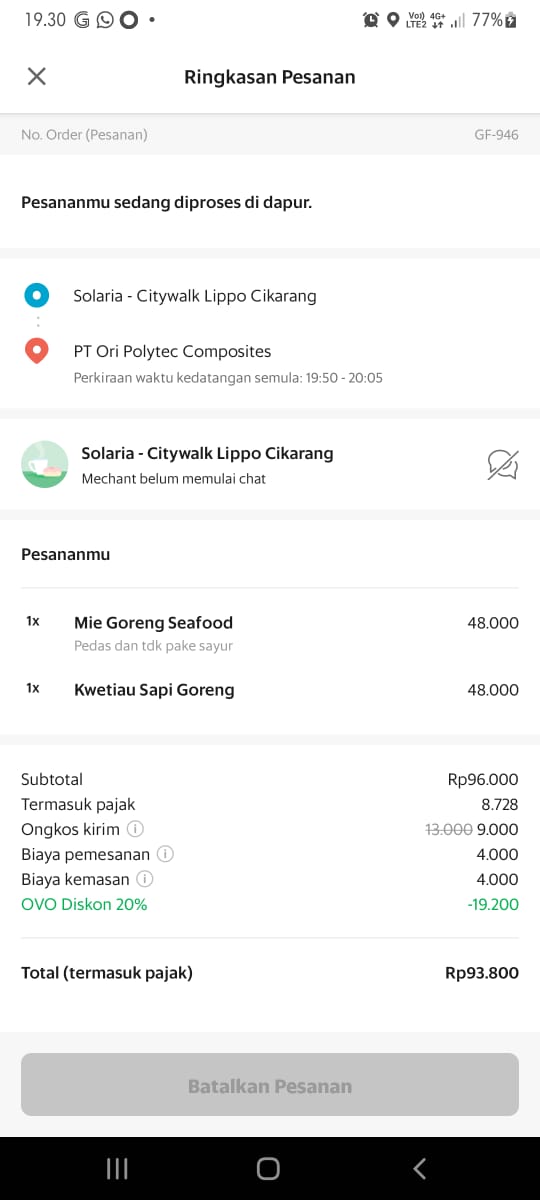 19.30 G
Vo)) 4G+ 77%
LTE2
Ringkasan Pesanan
No. Order (Pesanan) GF-946
Pesananmu sedang diproses di dapur.
Solaria - Citywalk Lippo Cikarang
PT Ori Polytec Composites
Perkiraan waktu kedatangan semula: 19:50 - 20:05
Solaria - Citywalk Lippo Cikarang
Mechant belum memulai chat
Pesananmu
1x Mie Goreng Seafood 48.000
Pedas dan tdk pake sayur
1x Kwetiau Sapi Goreng 48.000
Subtotal Rp96.000
Termasuk pajak 8.728
Ongkos kirim 13.000 9.000
Biaya pemesanan 4.000
Biaya kemasan 4.000
OVO Diskon 20% -19.200
Total (termasuk pajak) Rp93.800
Batalkan Pesanan